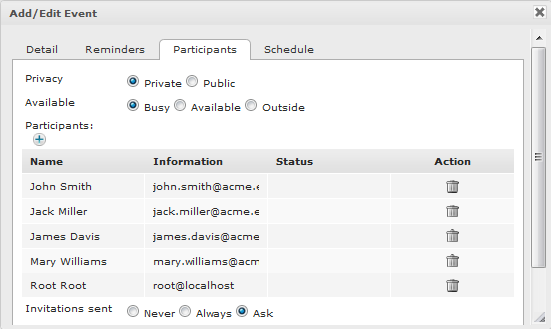 Add/Edit Event
Detail Reminders Participants Schedule
Privacy Private Public
Available Busy Available Outside
Participants:
Name Information Status Action
John Smith john.smith@acme.e
Jack Miller jack.miller@acme.e
James Davis james.davis@acme
Mary Williams mary.williams@acm
Root Root root@localhost
Invitations sent Never Always Ask